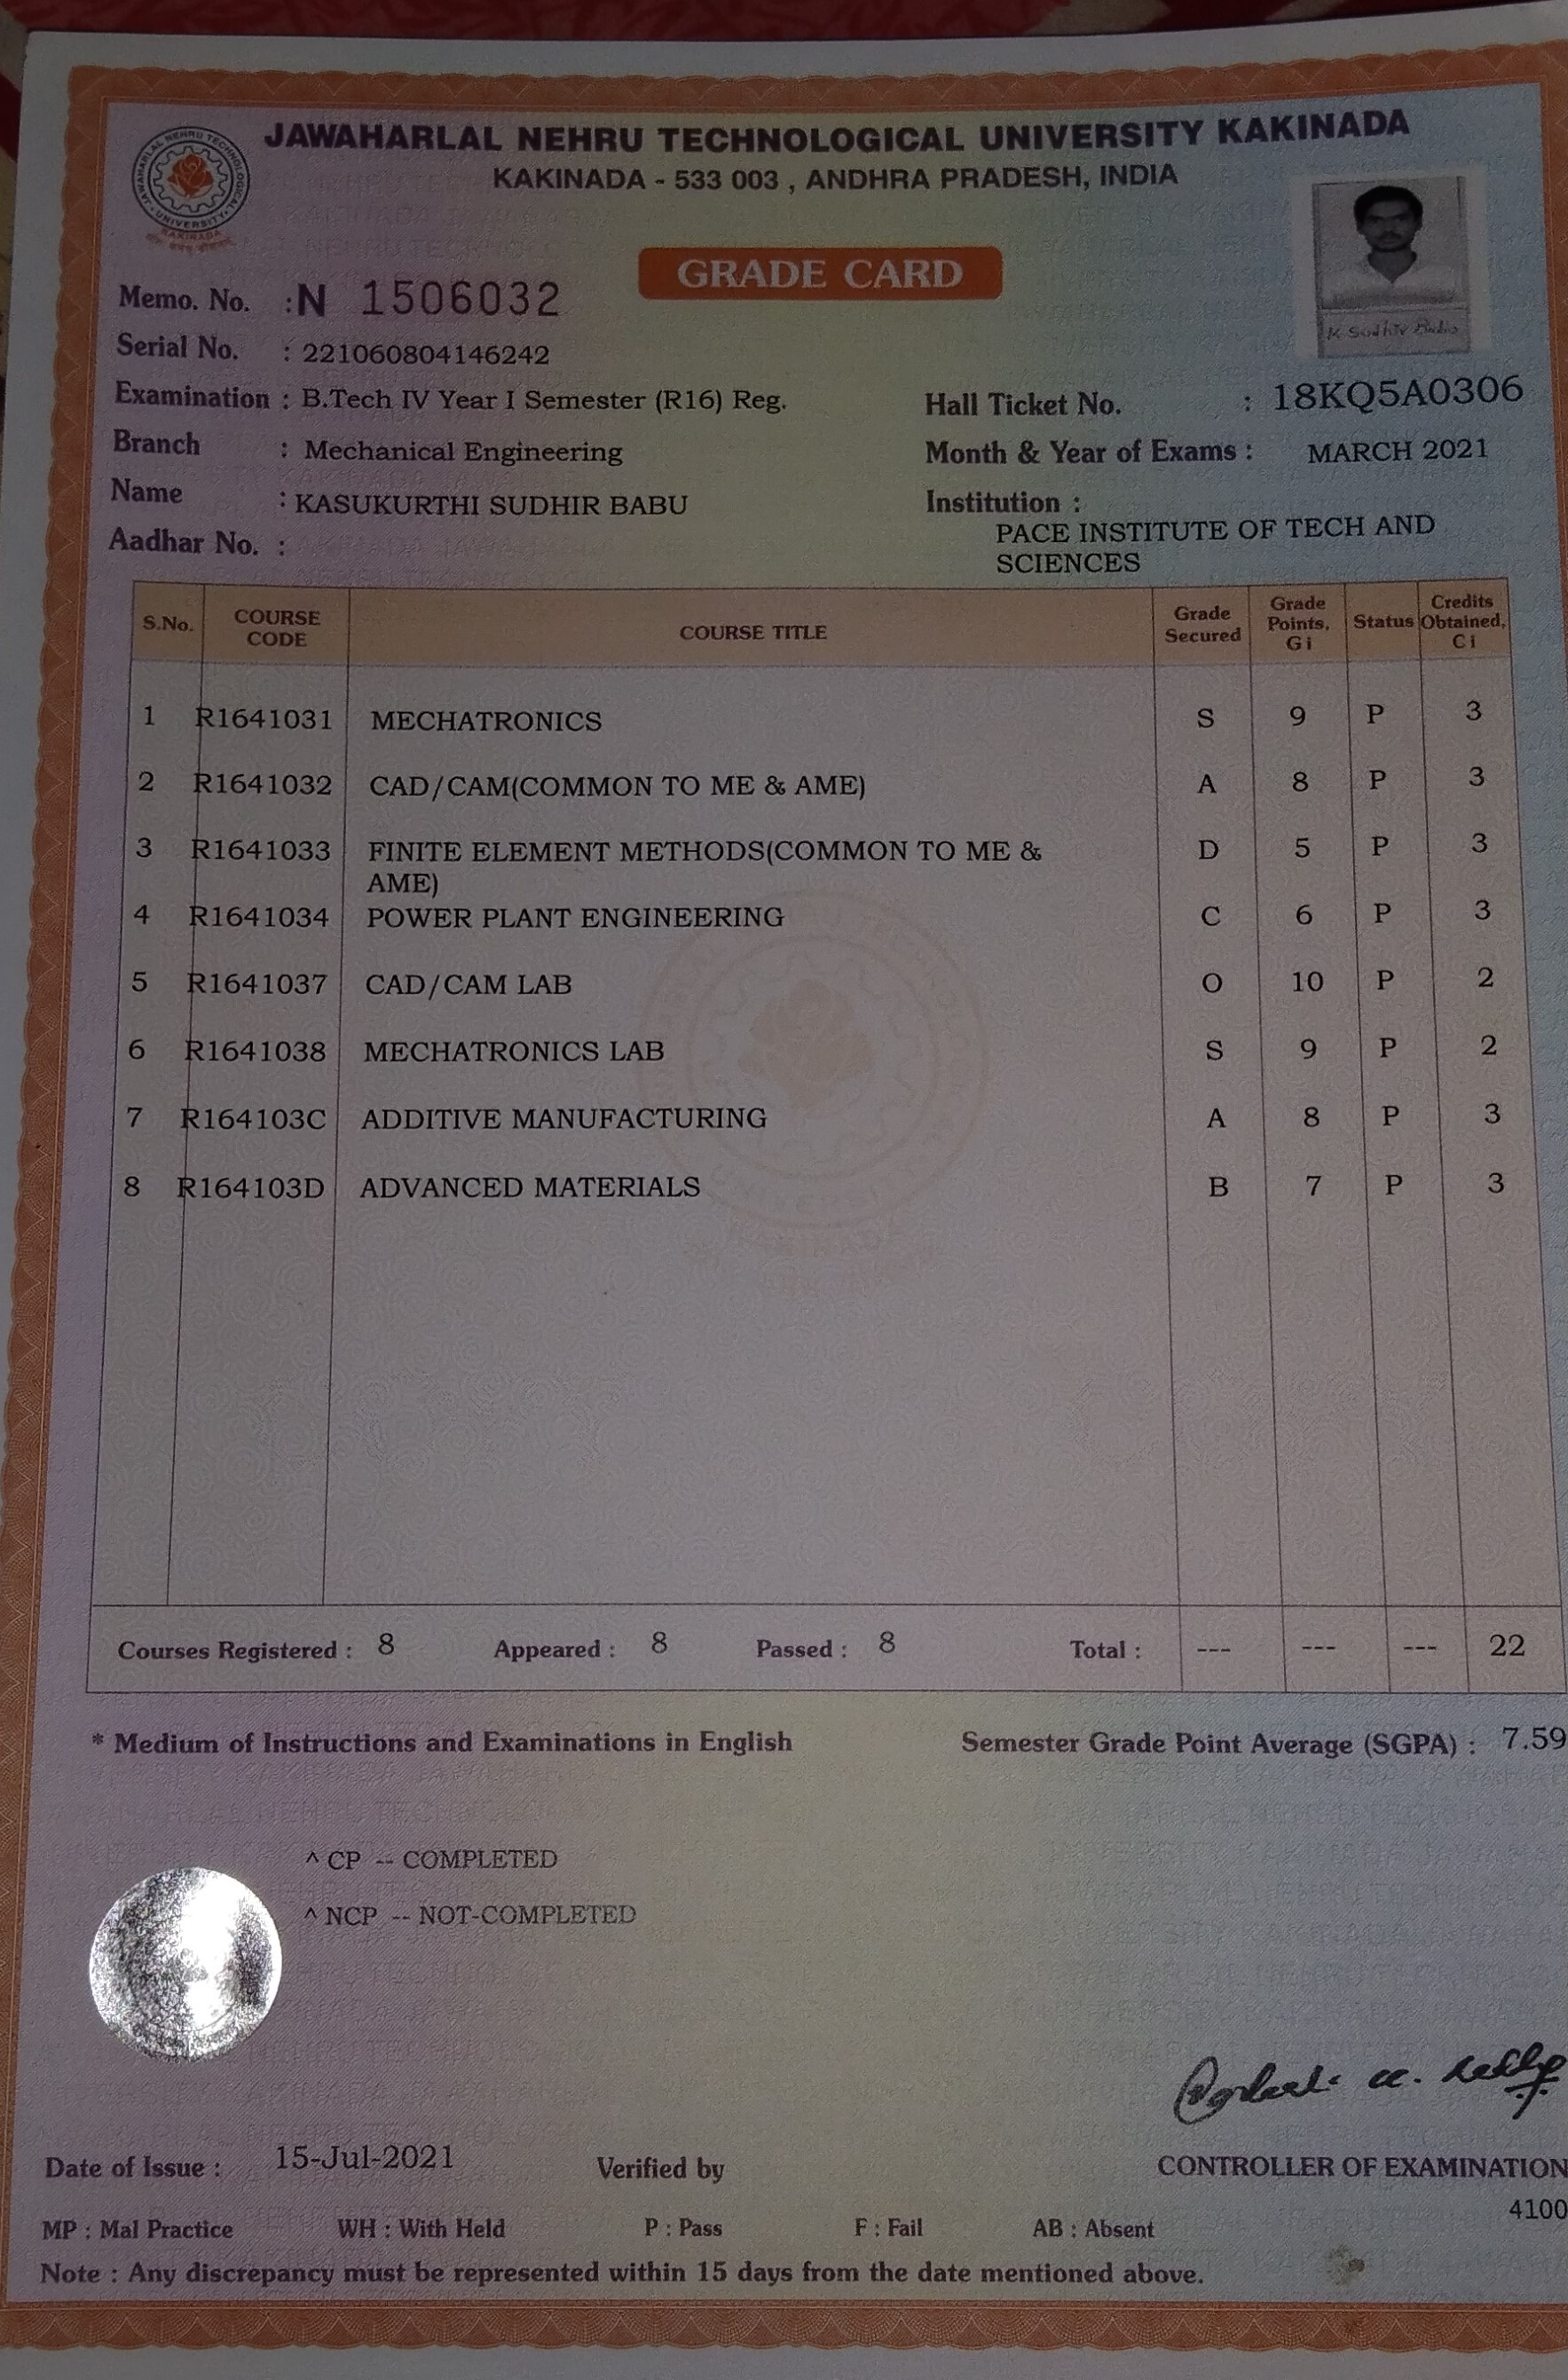 JAWAHARLAL NEHRU TECHNOLOGICAL UNIVERSITY KAKINADA
KAKINADA - 533 003 , ANDHRA PRADESH, INDIA
JAWAHARLAL NEHRU TECHNOLOGICAL UNIVERSITY
KAKINADA
GRADE CARD
K Sudhir Babu
Memo. No. : N 1506032
Serial No. : 221060804146242
Examination : B.Tech IV Year I Semester (R16) Reg.
Hall Ticket No. : 18KQ5A0306
Branch : Mechanical Engineering
Month & Year of Exams : MARCH 2021
Name : KASUKURTHI SUDHIR BABU
Institution :
PACE INSTITUTE OF TECH AND
SCIENCES
Aadhar No. :
S.No. COURSE CODE COURSE TITLE Grade Secured Grade Points, Gi Status Credits Obtained, Ci
1 R1641031 MECHATRONICS S 9 P 3
2 R1641032 CAD/CAM(COMMON TO ME & AME) A 8 P 3
3 R1641033 FINITE ELEMENT METHODS(COMMON TO ME & D 5 P 3
AME)
4 R1641034 POWER PLANT ENGINEERING C 6 P 3
5 R1641037 CAD/CAM LAB O 10 P 2
6 R1641038 MECHATRONICS LAB S 9 P 2
7 R164103C ADDITIVE MANUFACTURING A 8 P 3
8 R164103D ADVANCED MATERIALS B 7 P 3
Courses Registered : 8 Appeared : 8 Passed : 8 Total : --- --- --- 22
* Medium of Instructions and Examinations in English Semester Grade Point Average (SGPA) : 7.59
^ CP -- COMPLETED
^ NCP -- NOT-COMPLETED
Date of Issue : 15-Jul-2021 Verified by CONTROLLER OF EXAMINATION
4100
MP : Mal Practice WH : With Held P : Pass F : Fail AB : Absent
Note : Any discrepancy must be represented within 15 days from the date mentioned above.